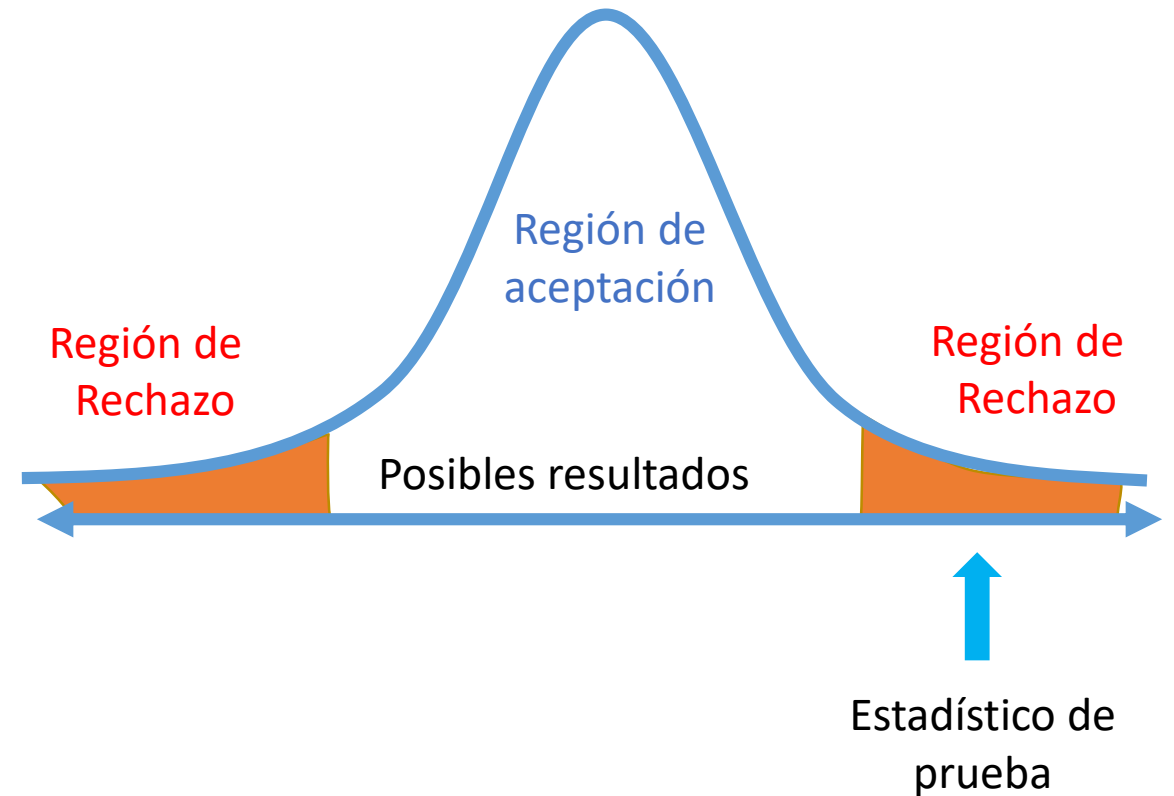 Región de
aceptación
Región de
Rechazo
Región de
Rechazo
Posibles resultados
Estadístico de
prueba